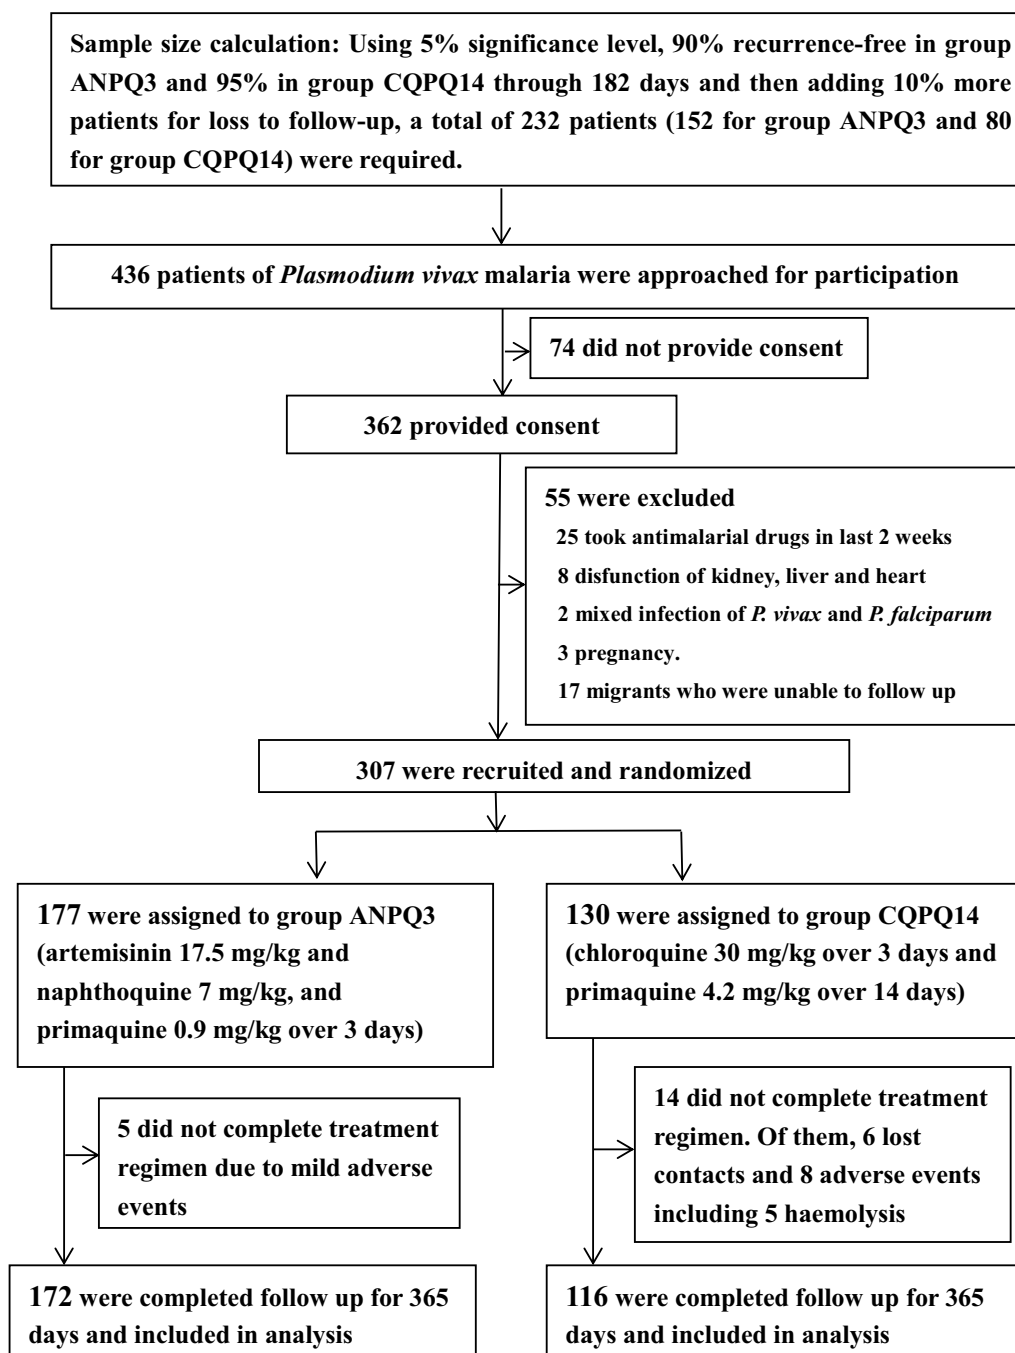 Sample size calculation: Using 5% significance level, 90% recurrence-free in group
ANPQ3 and 95% in group CQPQ14 through 182 days and then adding 10% more
patients for loss to follow-up, a total of 232 patients (152 for group ANPQ3 and 80
for group CQPQ14) were required.
436 patients of Plasmodium vivax malaria were approached for participation
74 did not provide consent
362 provided consent
55 were excluded
25 took antimalarial drugs in last 2 weeks
8 disfunction of kidney, liver and heart
2 mixed infection of P. vivax and P. falciparum
3 pregnancy.
17 migrants who were unable to follow up
307 were recruited and randomized
177 were assigned to group ANPQ3
(artemisinin 17.5 mg/kg and
naphthoquine 7 mg/kg, and
primaquine 0.9 mg/kg over 3 days)
130 were assigned to group CQPQ14
(chloroquine 30 mg/kg over 3 days and
primaquine 4.2 mg/kg over 14 days)
5 did not complete treatment
regimen due to mild adverse
events
14 did not complete treatment
regimen. Of them, 6 lost
contacts and 8 adverse events
including 5 haemolysis
172 were completed follow up for 365
days and included in analysis
116 were completed follow up for 365
days and included in analysis